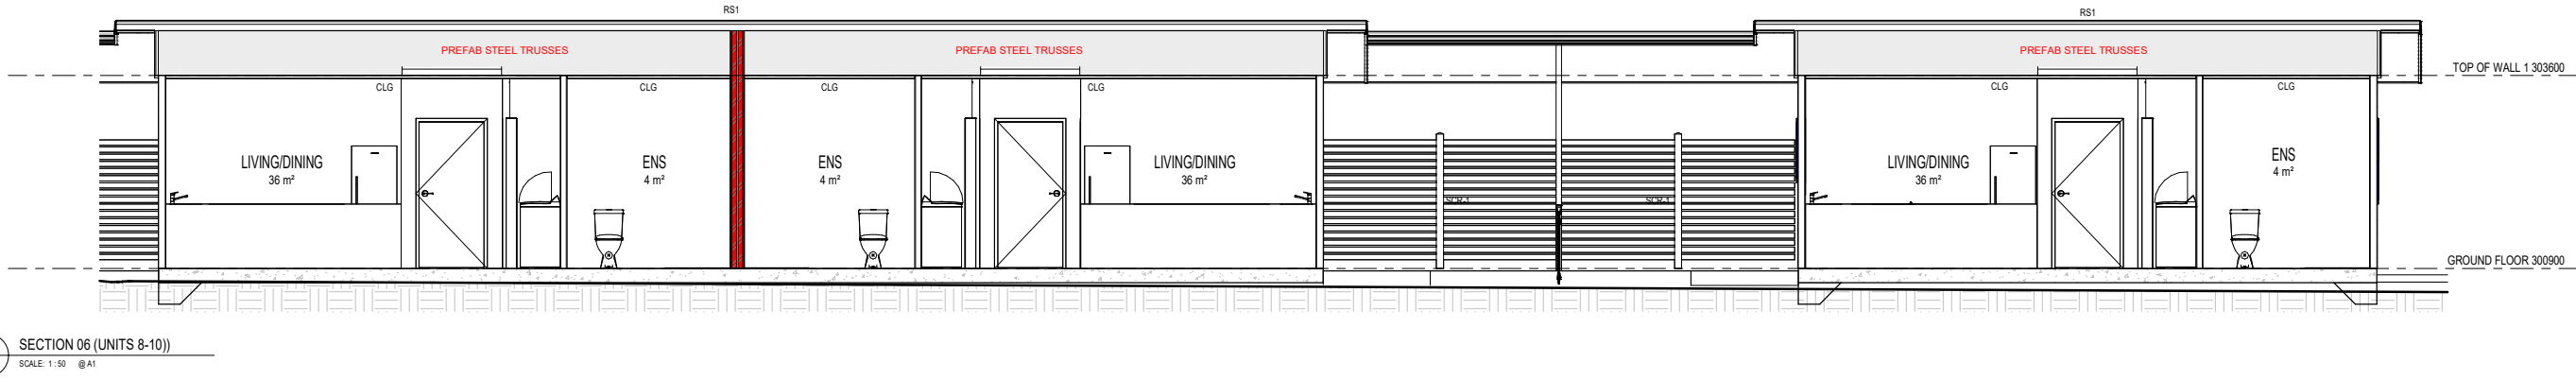 RS1
RS1
PREFAB STEEL TRUSSES
PREFAB STEEL TRUSSES
PREFAB STEEL TRUSSES
TOP OF WALL 1 303600
CLG
CLG
CLG
CLG
CLG
CLG
LIVING/DINING
36 m²
ENS
4 m²
ENS
4 m²
LIVING/DINING
36 m²
LIVING/DINING
36 m²
ENS
4 m²
SCR-1
SCR-1
GROUND FLOOR 300900
SECTION 06 (UNITS 8-10))
SCALE: 1 : 50 @ A1